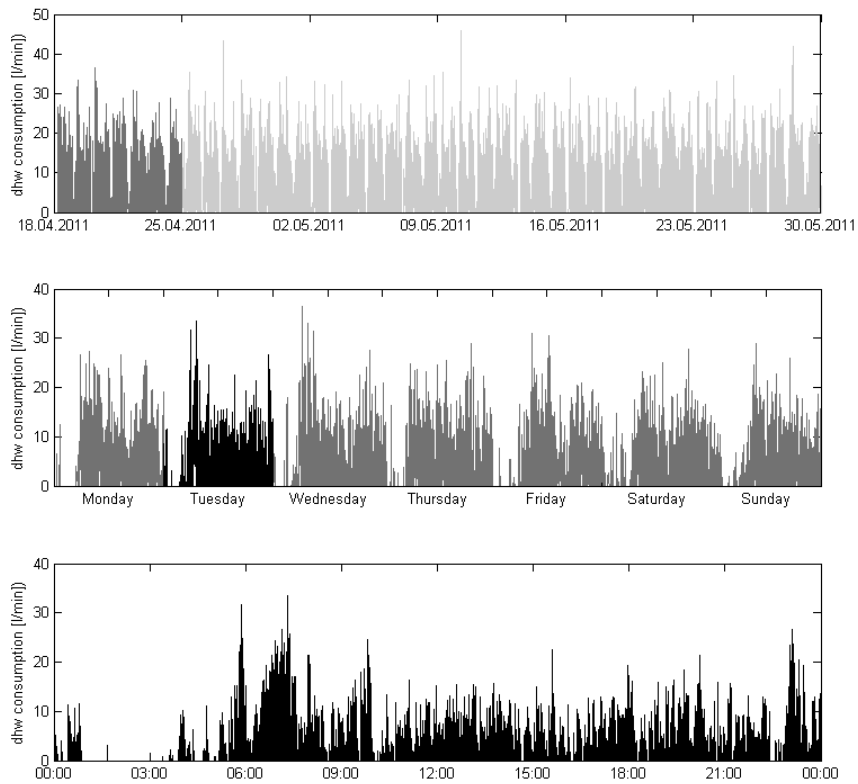 50
40
30
20
10
0
dhw consumption [l/min])
18.04.2011 25.04.2011 02.05.2011 09.05.2011 16.05.2011 23.05.2011 30.05.2011
40
30
20
10
0
dhw consumption [l/min])
Monday Tuesday Wednesday Thursday Friday Saturday Sunday
40
30
20
10
0
dhw consumption [l/min])
00:00 03:00 06:00 09:00 12:00 15:00 18:00 21:00 00:00